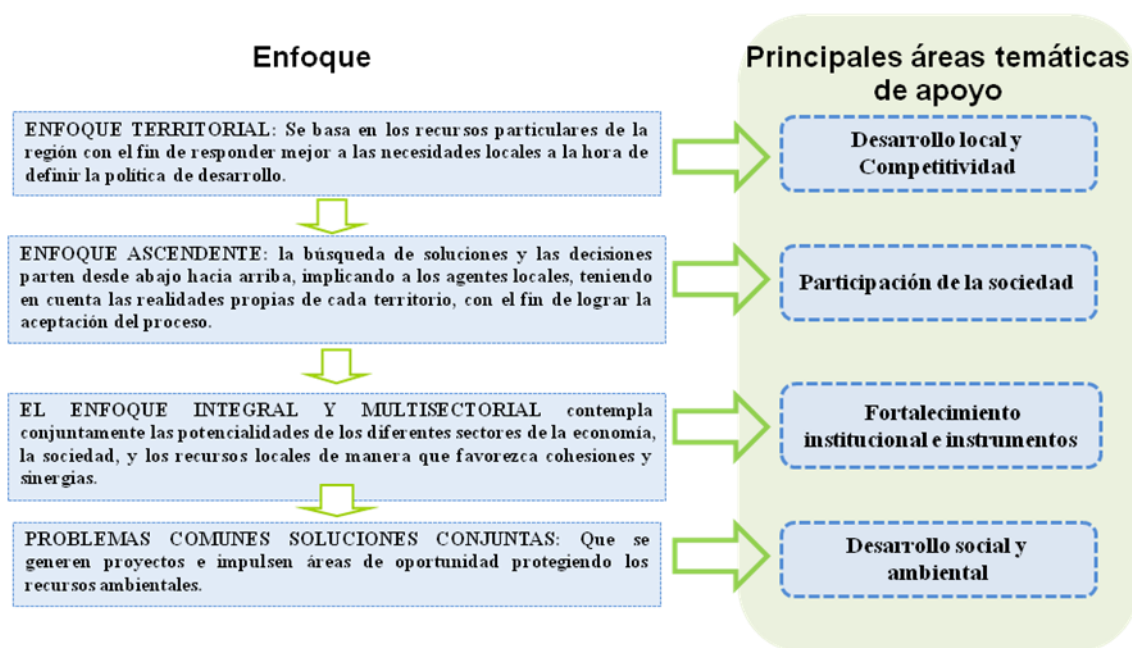 Enfoque
Principales áreas temáticas
de apoyo
ENFOQUE TERRITORIAL: Se basa en los recursos particulares de la
región con el fin de responder mejor a las necesidades locales a la hora de
definir la política de desarrollo.
Desarrollo local y
Competitividad
ENFOQUE ASCENDENTE: la búsqueda de soluciones y las decisiones
parten desde abajo hacia arriba, implicando a los agentes locales, teniendo
en cuenta las realidades propias de cada territorio, con el fin de lograr la
aceptación del proceso.
Participación de la sociedad
EL ENFOQUE INTEGRAL Y MULTISECTORIAL contempla
conjuntamente las potencialidades de los diferentes sectores de la economía,
la sociedad, y los recursos locales de manera que favorezca cohesiones y
sinergias.
Fortalecimiento
institucional e instrumentos
PROBLEMAS COMUNES SOLUCIONES CONJUNTAS: Que se
generen proyectos e impulsen áreas de oportunidad protegiendo los
recursos ambientales.
Desarrollo social y
ambiental